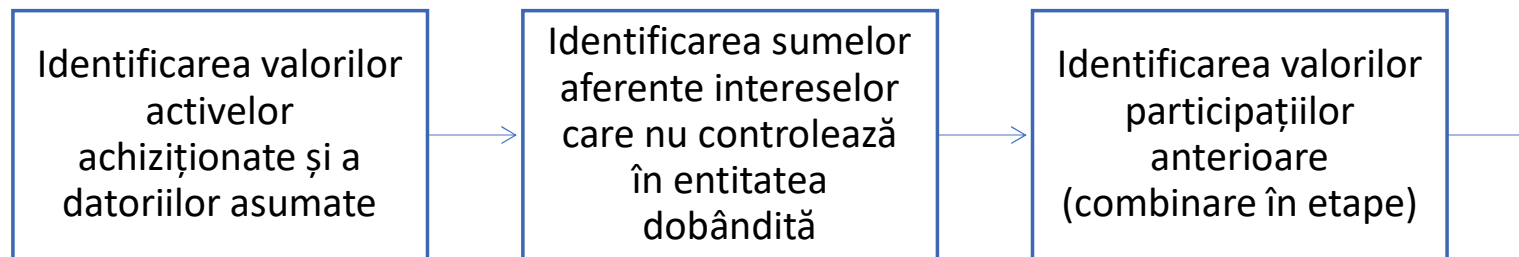 Identificarea valorilor
activelor
achiziționate și a
datoriilor asumate
Identificarea sumelor
aferente intereselor
care nu controlează
în entitatea
dobândită
Identificarea valorilor
participațiilor
anterioare
(combinare în etape)